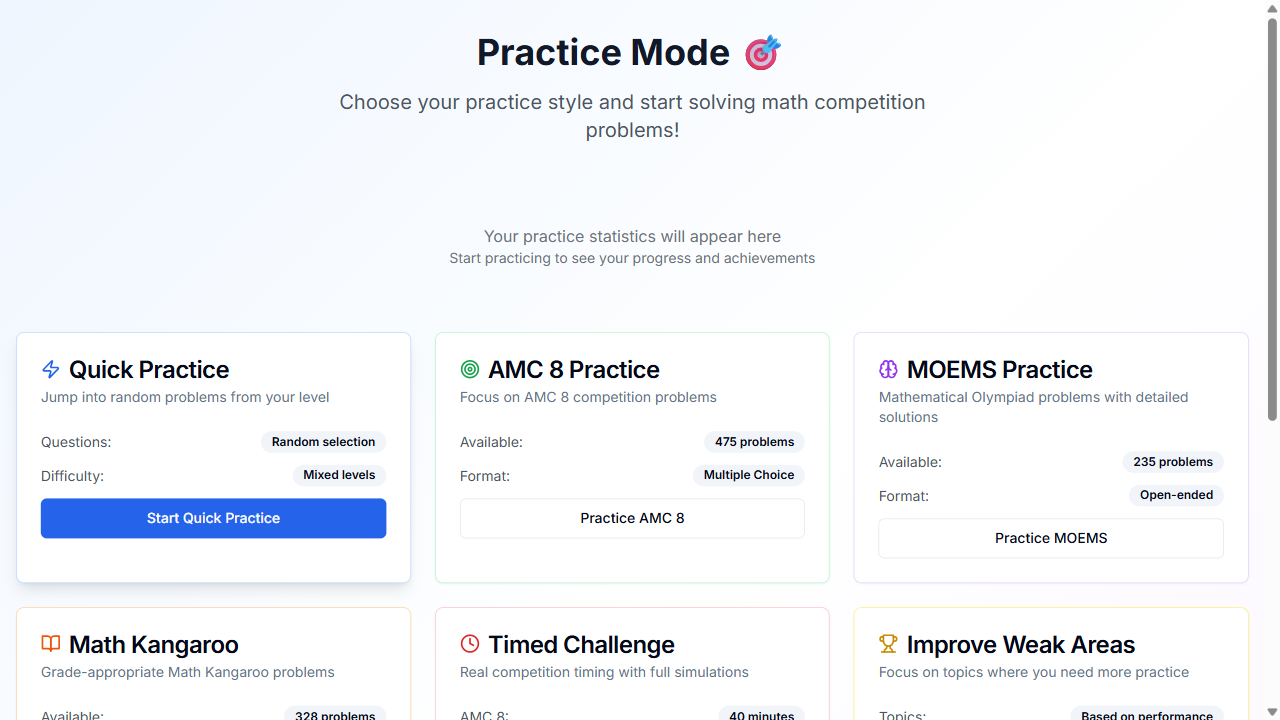 Practice Mode 🎯
Choose your practice style and start solving math competition
problems!
Your practice statistics will appear here
Start practicing to see your progress and achievements
Quick Practice
Jump into random problems from your level
Questions: Random selection
Difficulty: Mixed levels
Start Quick Practice
AMC 8 Practice
Focus on AMC 8 competition problems
Available: 475 problems
Format: Multiple Choice
Practice AMC 8
MOEMS Practice
Mathematical Olympiad problems with detailed
solutions
Available: 235 problems
Format: Open-ended
Practice MOEMS
Math Kangaroo
Grade-appropriate Math Kangaroo problems
Available: 328 problems
Timed Challenge
Real competition timing with full simulations
AMC 8: 40 minutes
Improve Weak Areas
Focus on topics where you need more practice
Topics: Based on performance